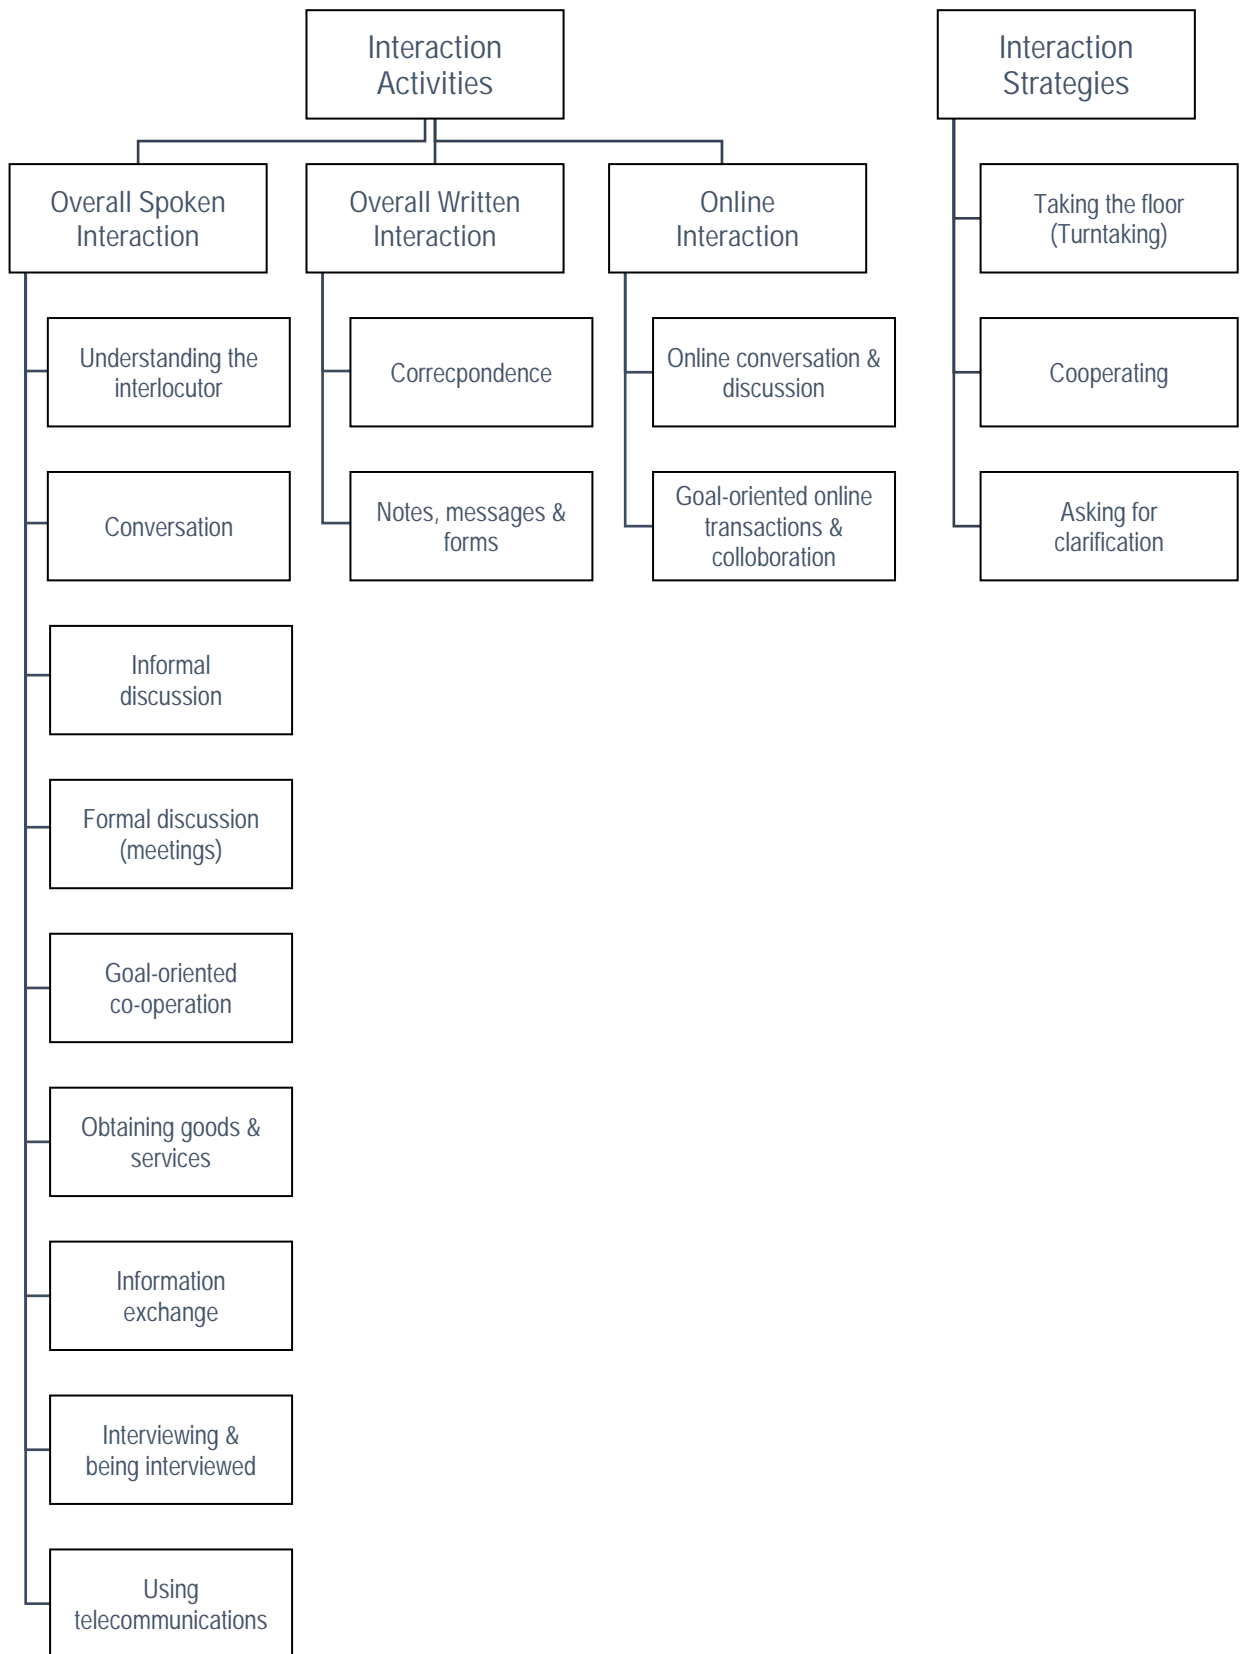 Interaction
Activities
Interaction
Strategies
Overall Spoken
Interaction
Overall Written
Interaction
Online
Interaction
Taking the floor
(Turntaking)
Understanding the
interlocutor
Correcpondence
Online conversation &
discussion
Cooperating
Conversation
Notes, messages &
forms
Goal-oriented online
transactions &
colloboration
Asking for
clarification
Informal
discussion
Formal discussion
(meetings)
Goal-oriented
co-operation
Obtaining goods &
services
Information
exchange
Interviewing &
being interviewed
Using
telecommunications